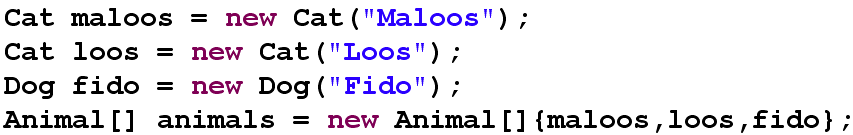 Cat maloos = new Cat("Maloos");
Cat loos = new Cat("Loos");
Dog fido = new Dog("Fido");
Animal[] animals = new Animal[]{maloos,loos,fido};